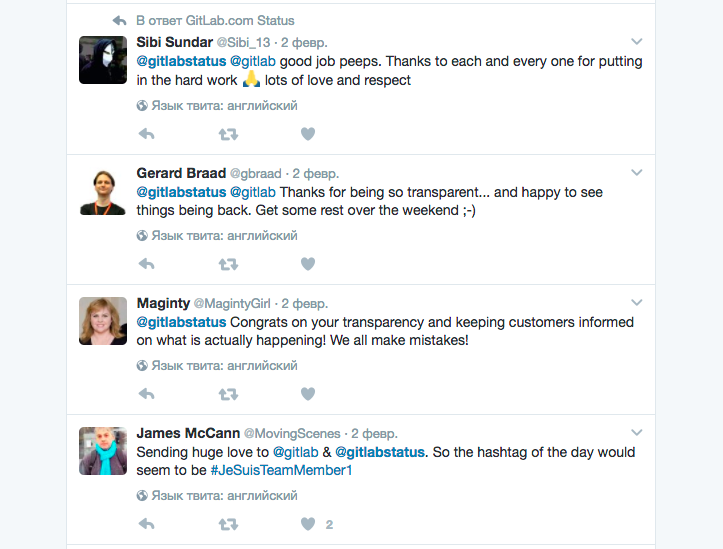 В ответ GitLab.com Status
Sibi Sundar @Sibi_13 · 2 февр.
@gitlabstatus @gitlab good job peeps. Thanks to each and every one for putting
in the hard work 🙏 lots of love and respect
Язык твита: английский
Gerard Braad @gbraad · 2 февр.
@gitlabstatus @gitlab Thanks for being so transparent... and happy to see
things being back. Get some rest over the weekend ;-)
Язык твита: английский
Maginty @MagintyGirl · 2 февр.
@gitlabstatus Congrats on your transparency and keeping customers informed
on what is actually happening! We all make mistakes!
Язык твита: английский
James McCann @MovingScenes · 2 февр.
Sending huge love to @gitlab & @gitlabstatus. So the hashtag of the day would
seem to be #JeSuisTeamMember1
Язык твита: английский
2